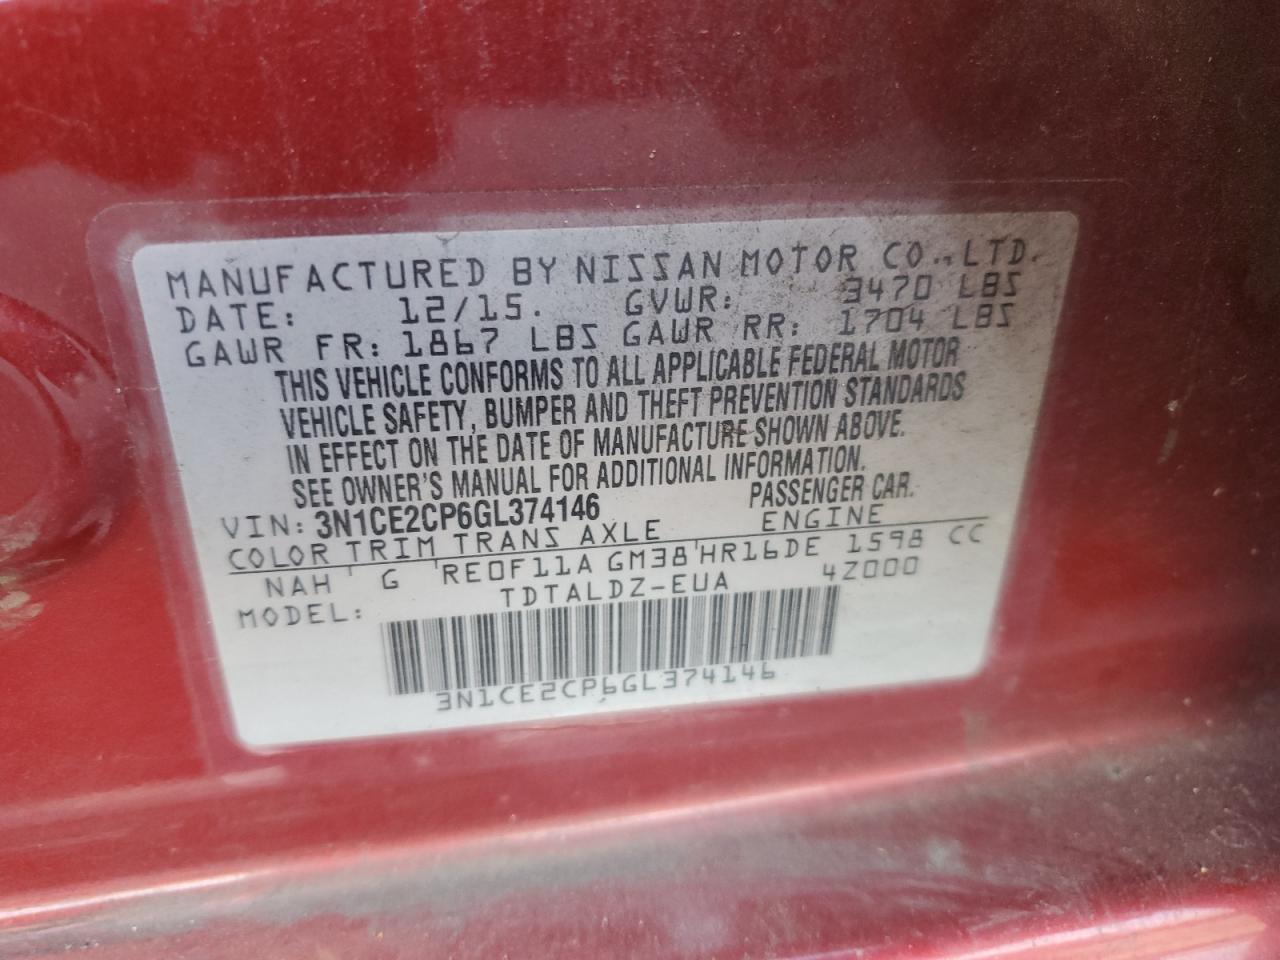 MANUFACTURED BY NISSAN MOTOR CO., LTD.
DATE: 12/15. GVWR: 3470 LBS
GAWR FR: 1867 LBS GAWR RR: 1704 LBS
THIS VEHICLE CONFORMS TO ALL APPLICABLE FEDERAL MOTOR
VEHICLE SAFETY, BUMPER AND THEFT PREVENTION STANDARDS
IN EFFECT ON THE DATE OF MANUFACTURE SHOWN ABOVE.
SEE OWNER'S MANUAL FOR ADDITIONAL INFORMATION.
VIN: 3N1CE2CP6GL374146 PASSENGER CAR.
COLOR TRIM TRANS AXLE ENGINE
NAH G RE0F11A GM38 HR16DE 1598 CC
MODEL: TDTALDZ-EUA 4Z000
3N1CE2CP6GL374146